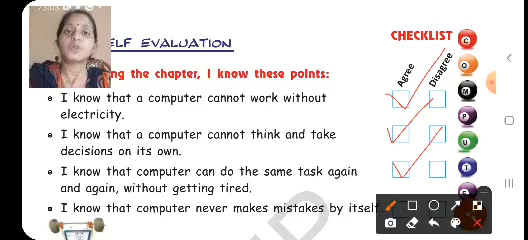 ELF EVALUATION
CHECKLIST
Agree
Disagree
ng the chapter, I know these points:
I know that a computer cannot work without
electricity.
I know that a computer cannot think and take
decisions on its own.
I know that computer can do the same task again
and again, without getting tired.
I know that computer never makes mistakes by itself.
C
O
M
P
U
T
E